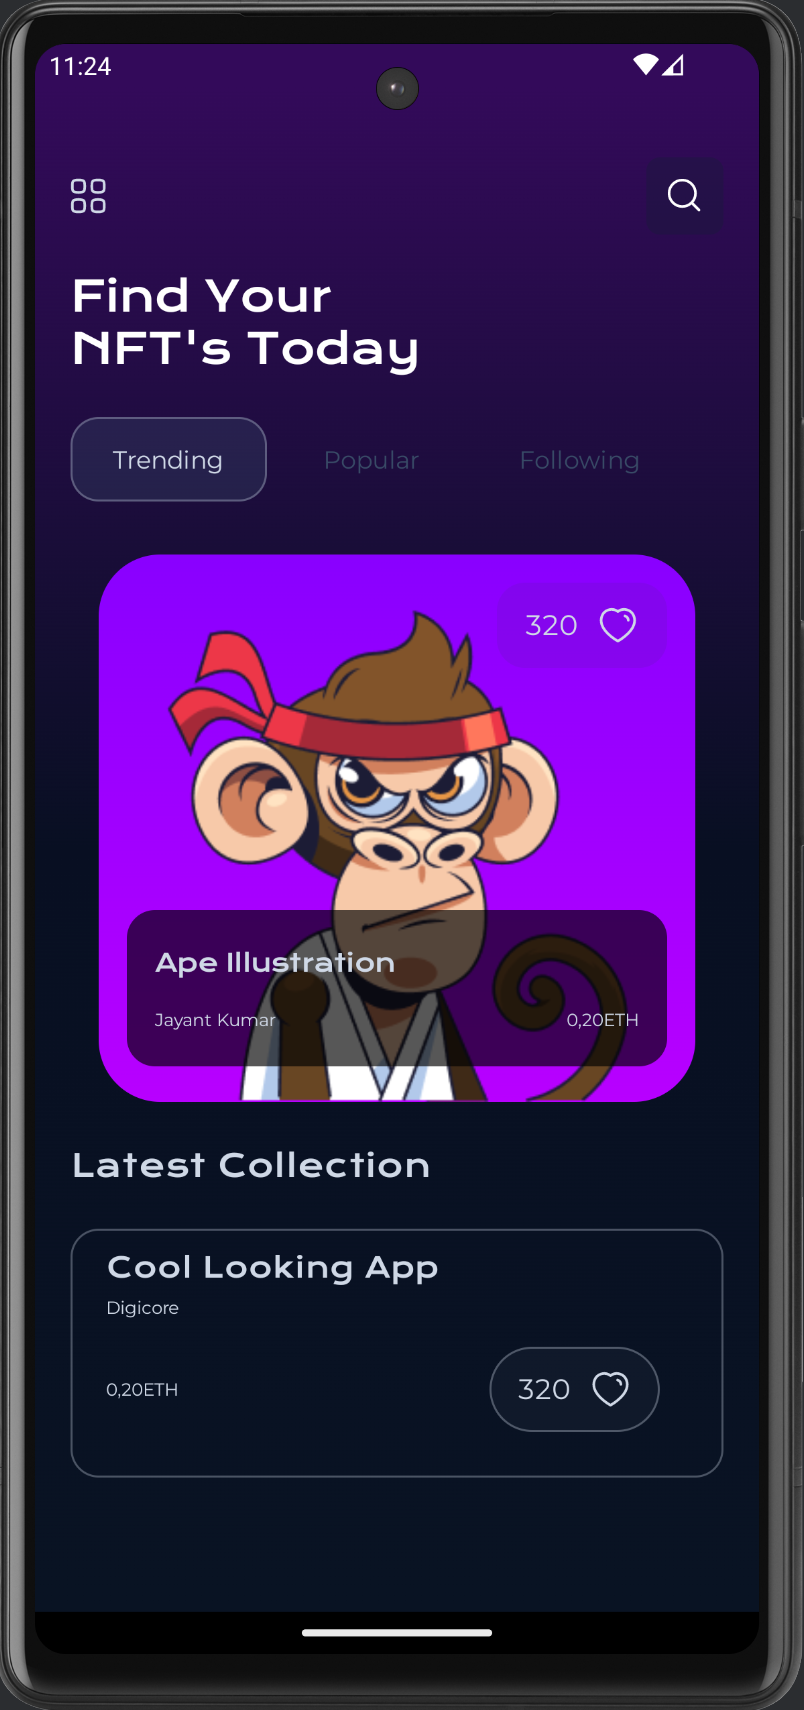 11:24
Find Your
NFT's Today
Trending Popular Following
320
Ape Illustration
Jayant Kumar 0,20ETH
Latest Collection
Cool Looking App
Digicore
0,20ETH 320